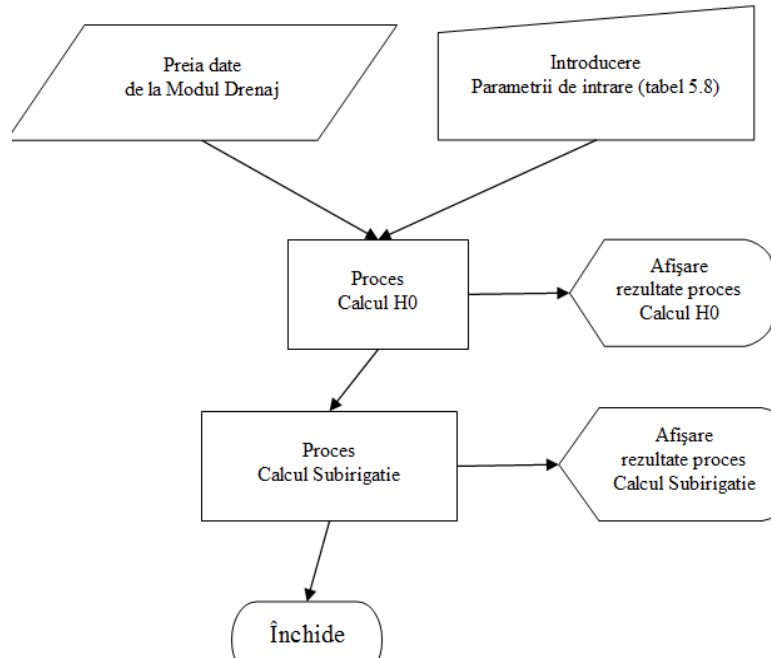 Preia date
de la Modul Drenaj
Introducere
Parametrii de intrare (tabel 5.8)
Proces
Calcul H0
Afişare
rezultate proces
Calcul H0
Proces
Calcul Subirigatie
Afişare
rezultate proces
Calcul Subirigatie
Închide